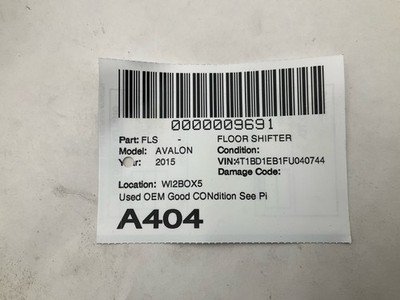 0000009691
Part: FLS - FLOOR SHIFTER
Model: AVALON Condition:
Year: 2015 VIN:4T1BD1EB1FU040744
Damage Code:
Location: WI2BOX5
Used OEM Good CONdition See Pi
A404